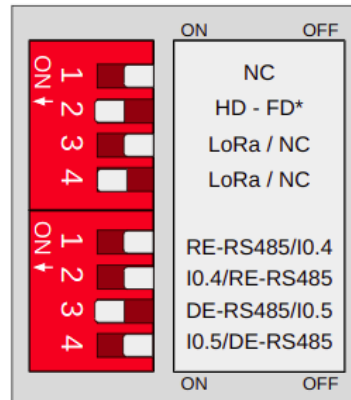 ON OFF
ON
1
2
3
4
NC
HD - FD*
LoRa / NC
LoRa / NC
ON
1
2
3
4
RE-RS485/I0.4
I0.4/RE-RS485
DE-RS485/I0.5
I0.5/DE-RS485
ON OFF